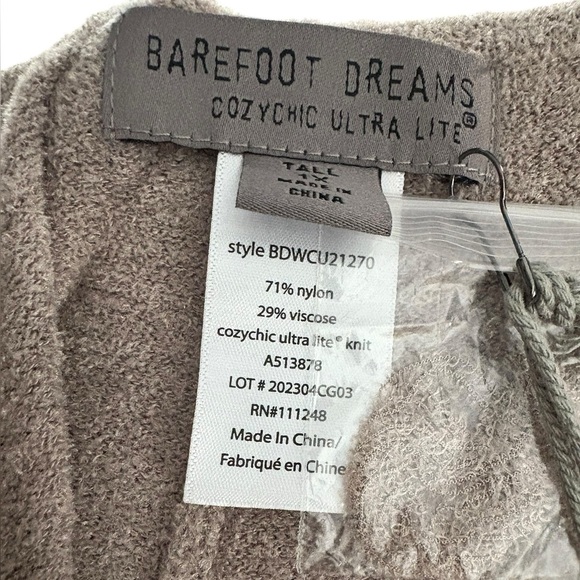 BAREFOOT DREAMS
COZYCHIC ULTRA LITE®
TALL
1X
MADE IN
CHINA
style BDWCU21270
71% nylon
29% viscose
cozychic ultra lite® knit
A513878
LOT # 202304CG03
RN#111248
Made In China/
Fabriqué en Chine